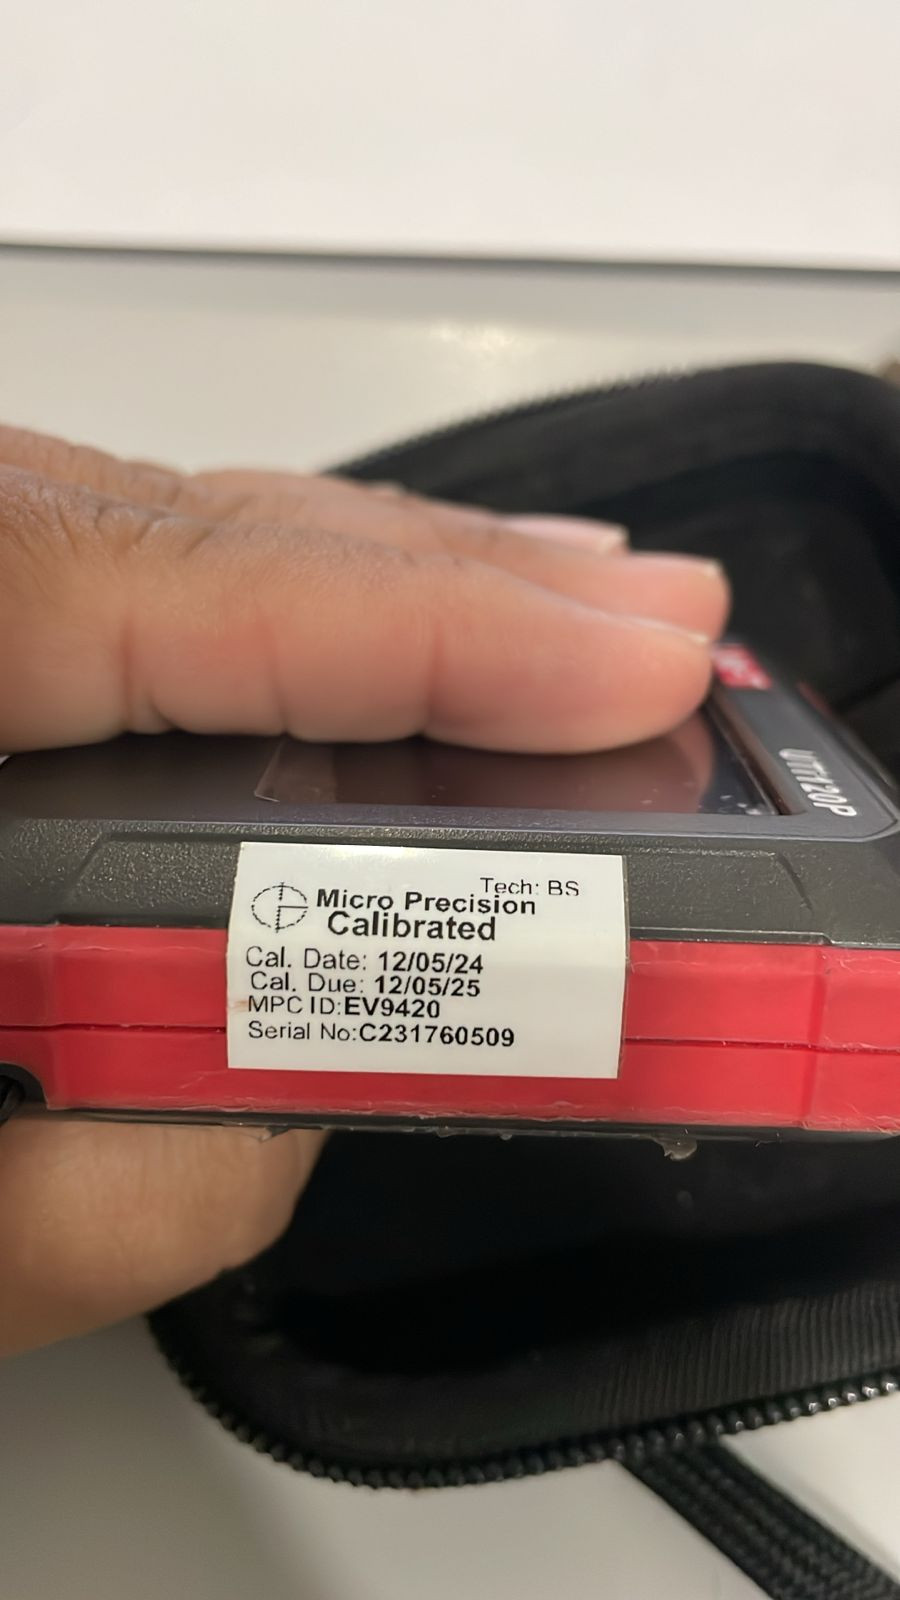 UTi120P
Tech: BS
Micro Precision
Calibrated
Cal. Date: 12/05/24
Cal. Due: 12/05/25
MPC ID:EV9420
Serial No:C231760509